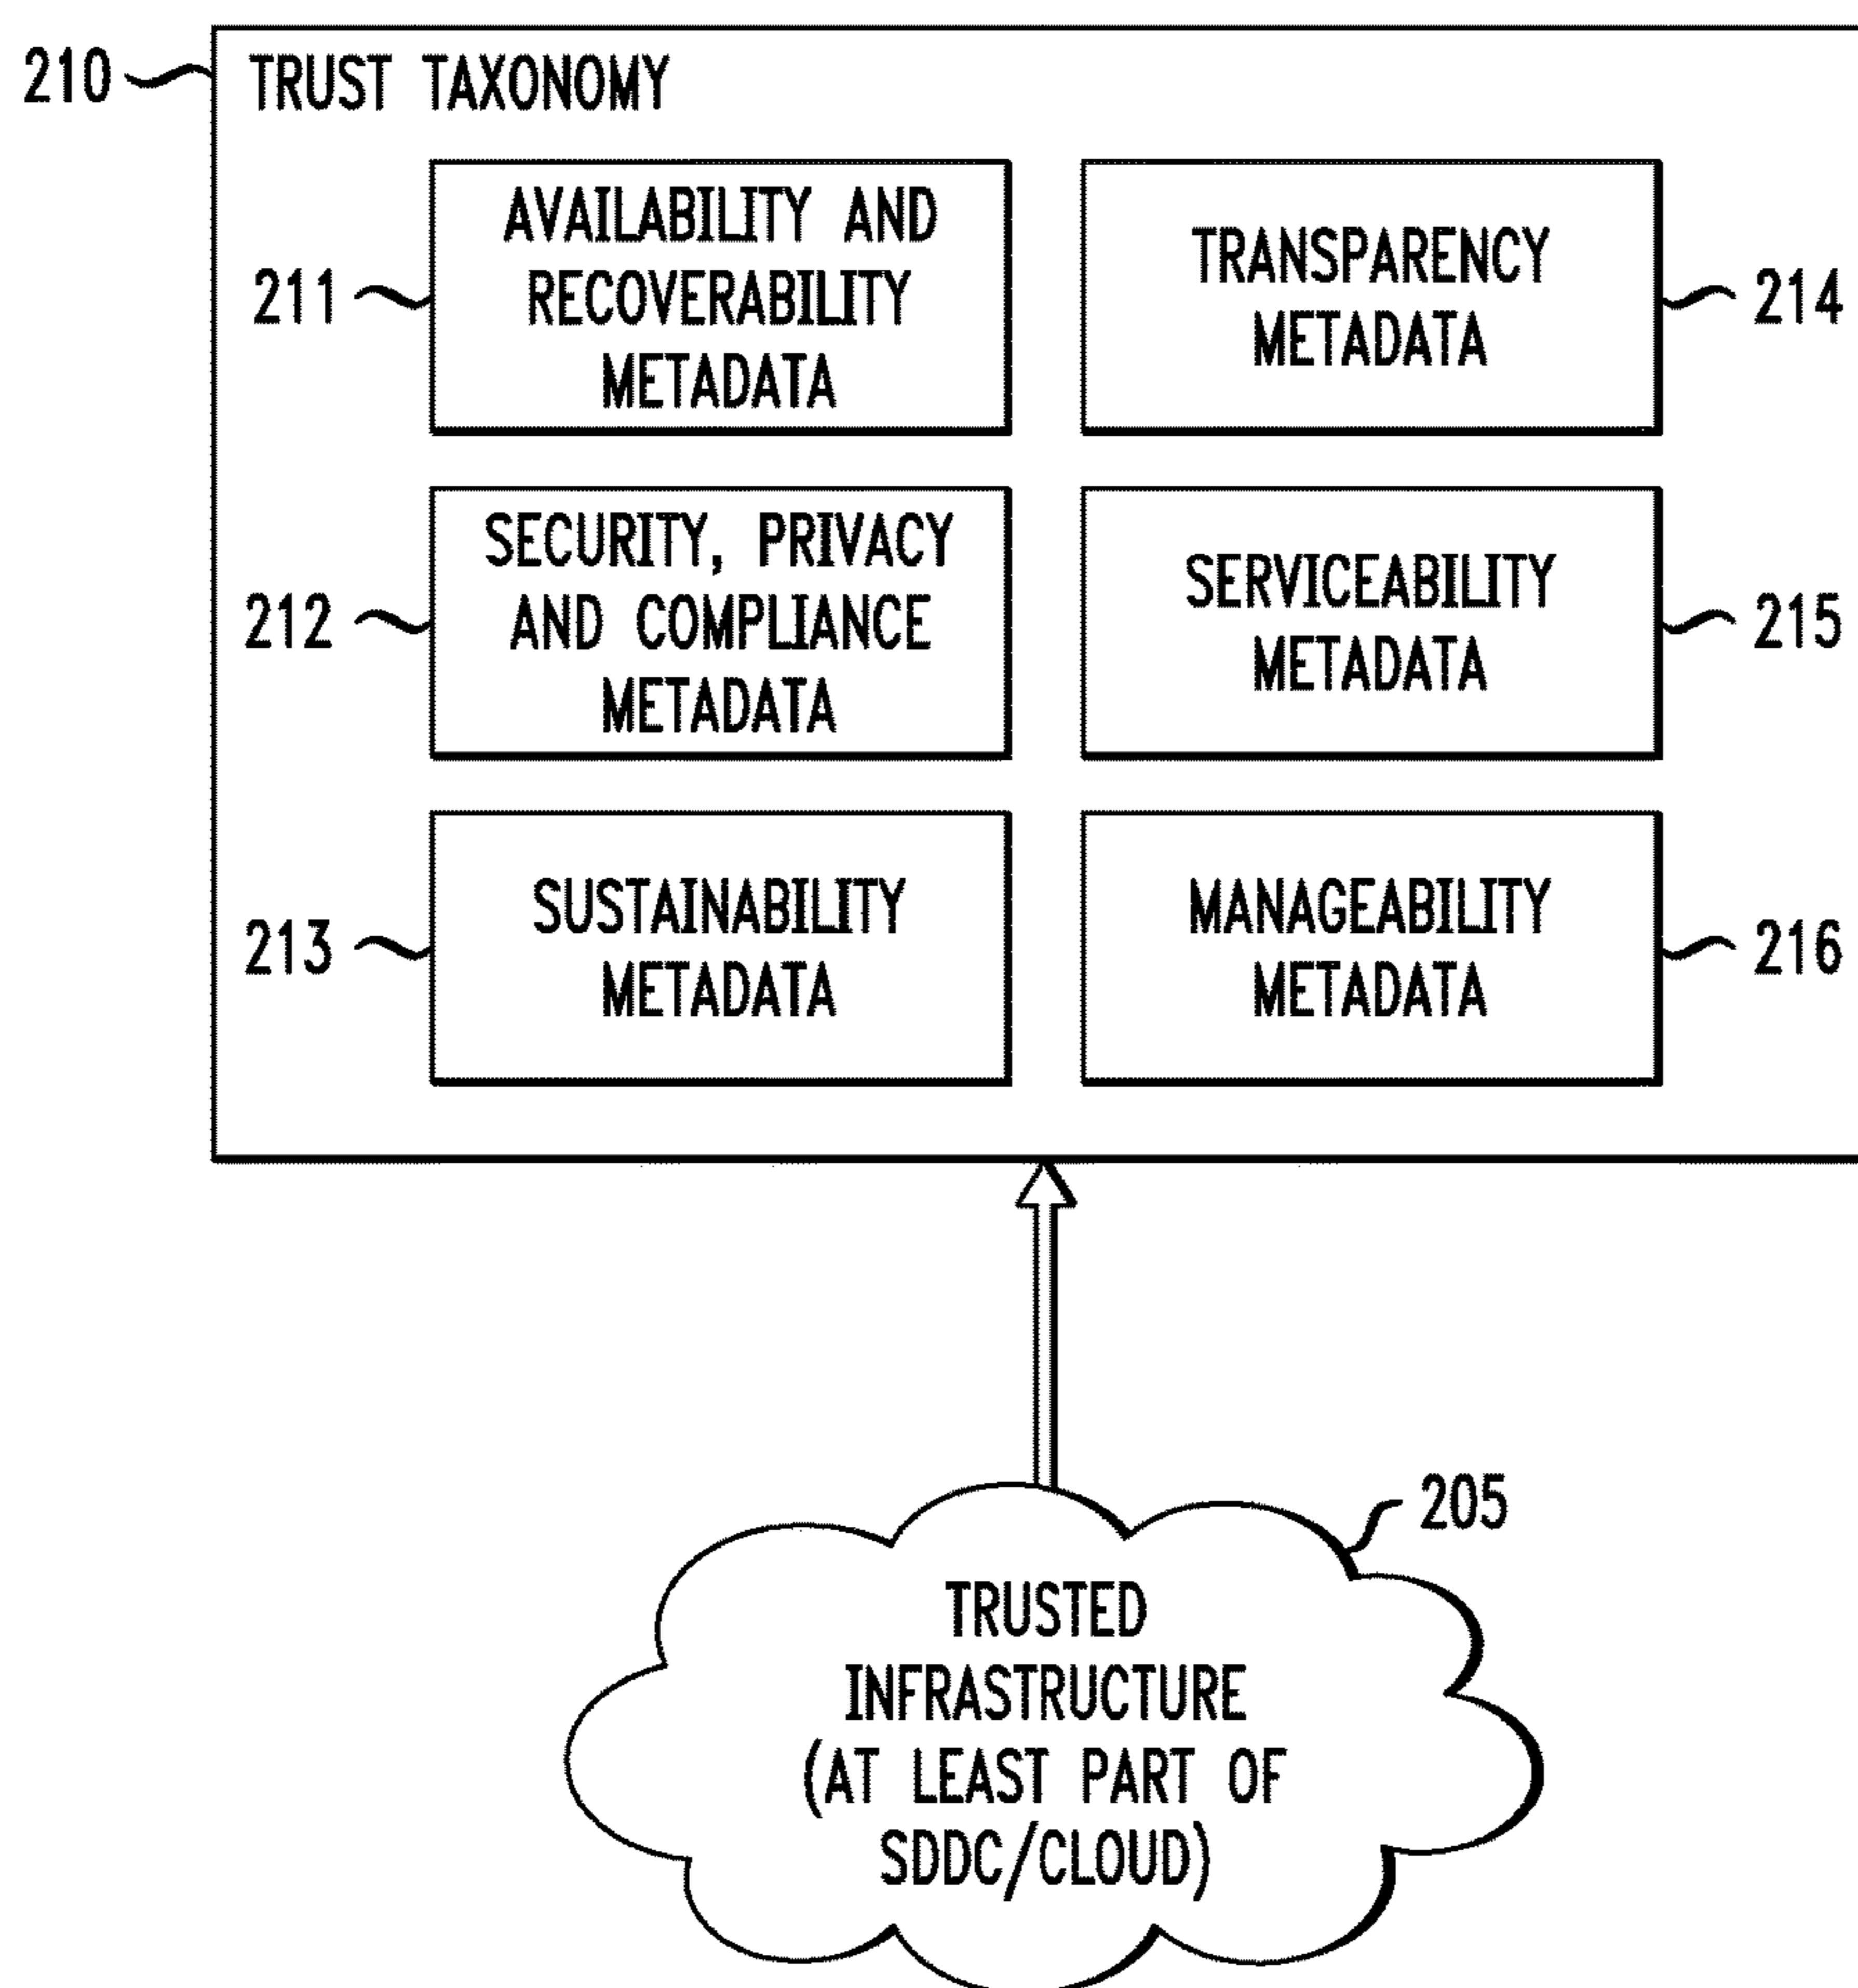 210
TRUST TAXONOMY
211
AVAILABILITY AND
RECOVERABILITY
METADATA
TRANSPARENCY
METADATA
214
212
SECURITY, PRIVACY
AND COMPLIANCE
METADATA
SERVICEABILITY
METADATA
215
213
SUSTAINABILITY
METADATA
MANAGEABILITY
METADATA
216
205
TRUSTED
INFRASTRUCTURE
(AT LEAST PART OF
SDDC/CLOUD)